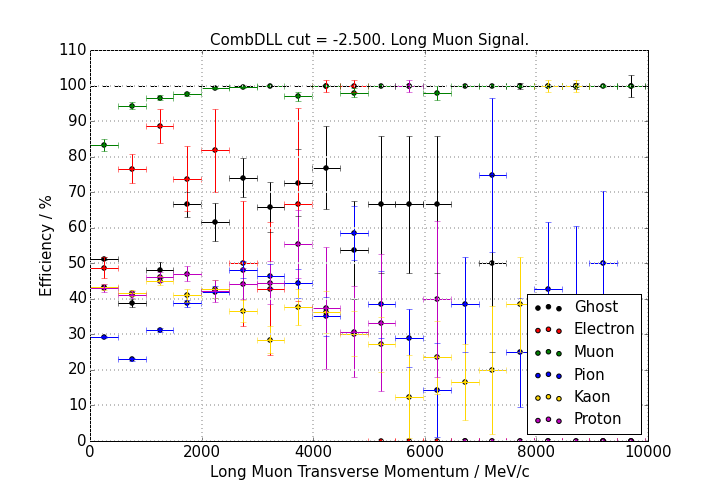 CombDLL cut = -2.500. Long Muon Signal.
110
100
90
80
70
60
50
40
30
20
10
0
Efficiency / %
Ghost
Electron
Muon
Pion
Kaon
Proton
0 2000 4000 6000 8000 10000
Long Muon Transverse Momentum / MeV/c